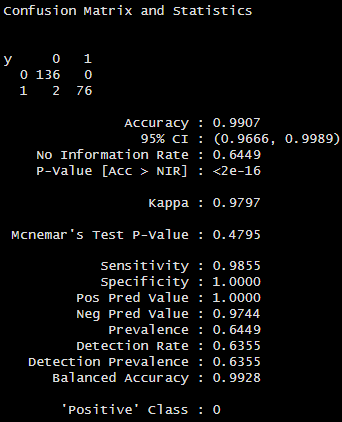 Confusion Matrix and Statistics
y 0 1
0 136 0
1 2 76
Accuracy : 0.9907
95% CI : (0.9666, 0.9989)
No Information Rate : 0.6449
P-Value [Acc > NIR] : <2e-16
Kappa : 0.9797
Mcnemar's Test P-Value : 0.4795
Sensitivity : 0.9855
Specificity : 1.0000
Pos Pred Value : 1.0000
Neg Pred Value : 0.9744
Prevalence : 0.6449
Detection Rate : 0.6355
Detection Prevalence : 0.6355
Balanced Accuracy : 0.9928
'Positive' Class : 0